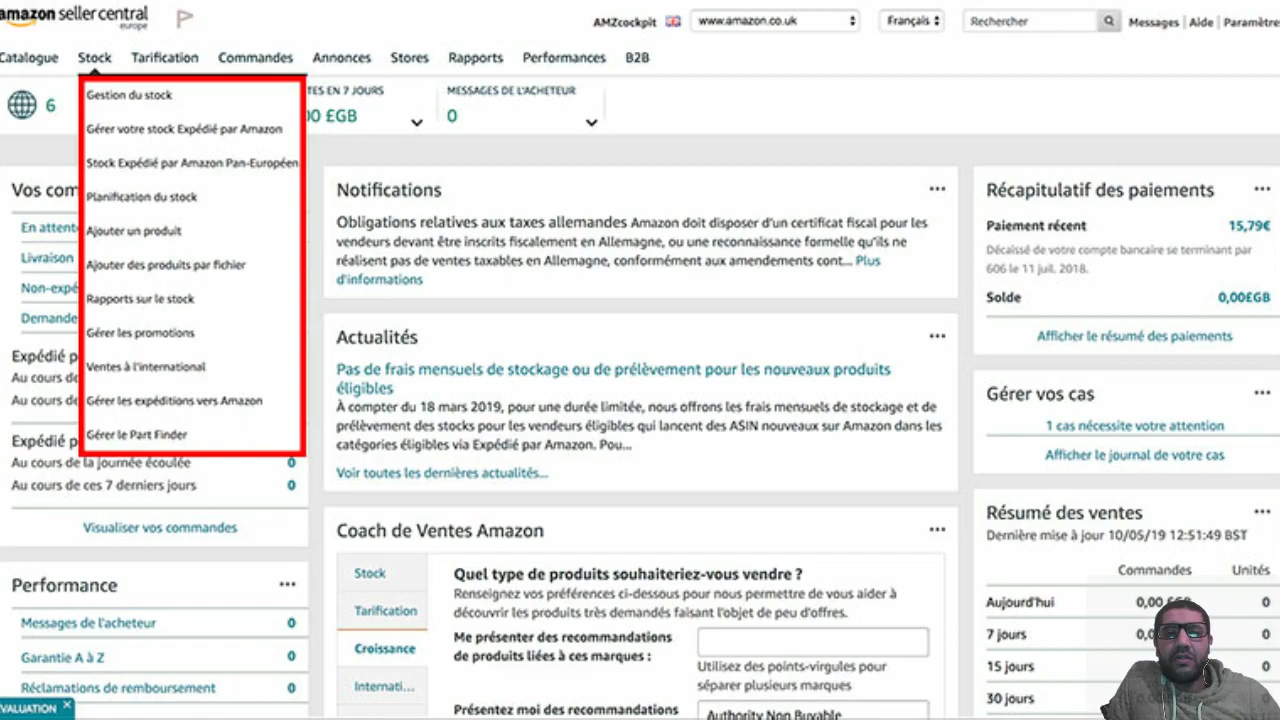 amazon seller central
europe
AMZcockpit
www.amazon.co.uk
Français
Rechercher
Messages | Aide | Paramètre
Catalogue
Stock
Tarification
Commandes
Annonces
Stores
Rapports
Performances
B2B
6
TES EN 7 JOURS
00 £GB
MESSAGES DE L'ACHETEUR
0
Gestion du stock
Gérer votre stock Expédié par Amazon
Stock Expédié par Amazon Pan-Européen
Planification du stock
Ajouter un produit
Ajouter des produits par fichier
Rapports sur le stock
Gérer les promotions
Ventes à l'international
Gérer les expéditions vers Amazon
Gérer le Part Finder
Vos com
En attent
Livraison
Non-expé
Demande
Expédié p
Au cours de
Au cours de
Expédié p
Au cours de la journée écoulée 0
Au cours de ces 7 derniers jours 0
Visualiser vos commandes
Performance
Messages de l'acheteur 0
Garantie A à Z 0
Réclamations de remboursement 0
VALUATION ×
Notifications
Obligations relatives aux taxes allemandes Amazon doit disposer d'un certificat fiscal pour les
vendeurs devant être inscrits fiscalement en Allemagne, ou une reconnaissance formelle qu'ils ne
réalisent pas de ventes taxables en Allemagne, conformément aux amendements cont... Plus
d'informations
Actualités
Pas de frais mensuels de stockage ou de prélèvement pour les nouveaux produits
éligibles
À compter du 18 mars 2019, pour une durée limitée, nous offrons les frais mensuels de stockage et de
prélèvement des stocks pour les vendeurs éligibles qui lancent des ASIN nouveaux sur Amazon dans les
catégories éligibles via Expédié par Amazon. Pou...
Voir toutes les dernières actualités...
Coach de Ventes Amazon
Stock
Tarification
Croissance
Internati...
Quel type de produits souhaiteriez-vous vendre ?
Renseignez vos préférences ci-dessous pour nous permettre de vous aider à
découvrir les produits très demandés faisant l'objet de peu d'offres.
Me présenter des recommandations
de produits liées à ces marques :
Utilisez des points-virgules pour
séparer plusieurs marques
Présentez moi des recommandations
Authority Non Buyable
Récapitulatif des paiements
Paiement récent 15,79€
Décaissé de votre compte bancaire se terminant par
606 le 11 juil. 2018.
Solde 0,00£GB
Afficher le résumé des paiements
Gérer vos cas
1 cas nécessite votre attention
Afficher le journal de votre cas
Résumé des ventes
Dernière mise à jour 10/05/19 12:51:49 BST
Commandes Unités
Aujourd'hui 0,00 £GB 0
7 jours 0,0 0
15 jours 0
30 jours 0